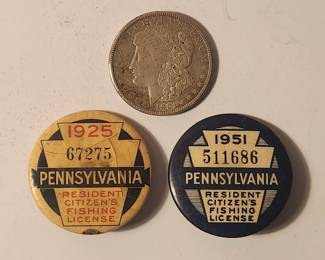 1925
67275
PENNSYLVANIA
RESIDENT
CITIZEN'S
FISHING
LICENSE
1951
511686
PENNSYLVANIA
RESIDENT
CITIZEN'S
FISHING
LICENSE